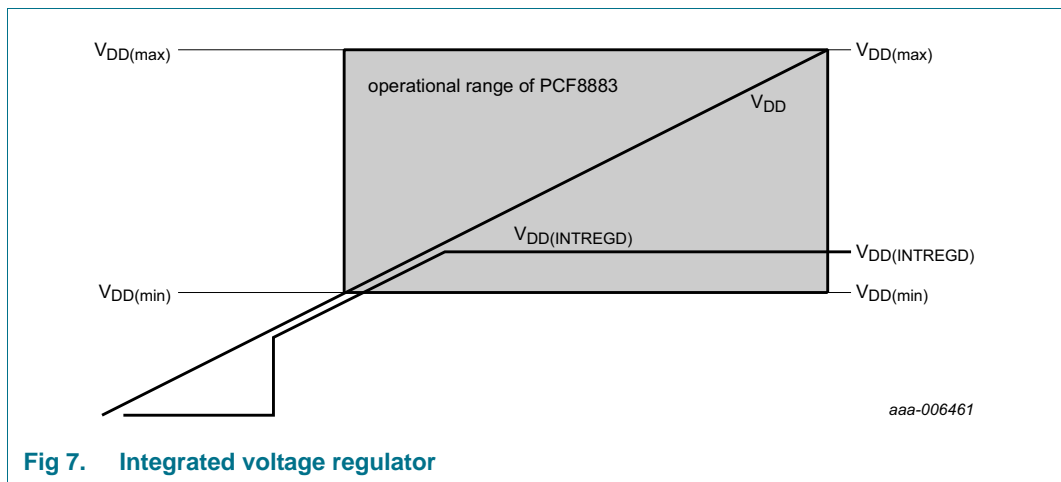 VDD(max)
VDD(max)
operational range of PCF8883
VDD
VDD(INTREGD)
VDD(INTREGD)
VDD(min)
VDD(min)
aaa-006461
Fig 7. Integrated voltage regulator